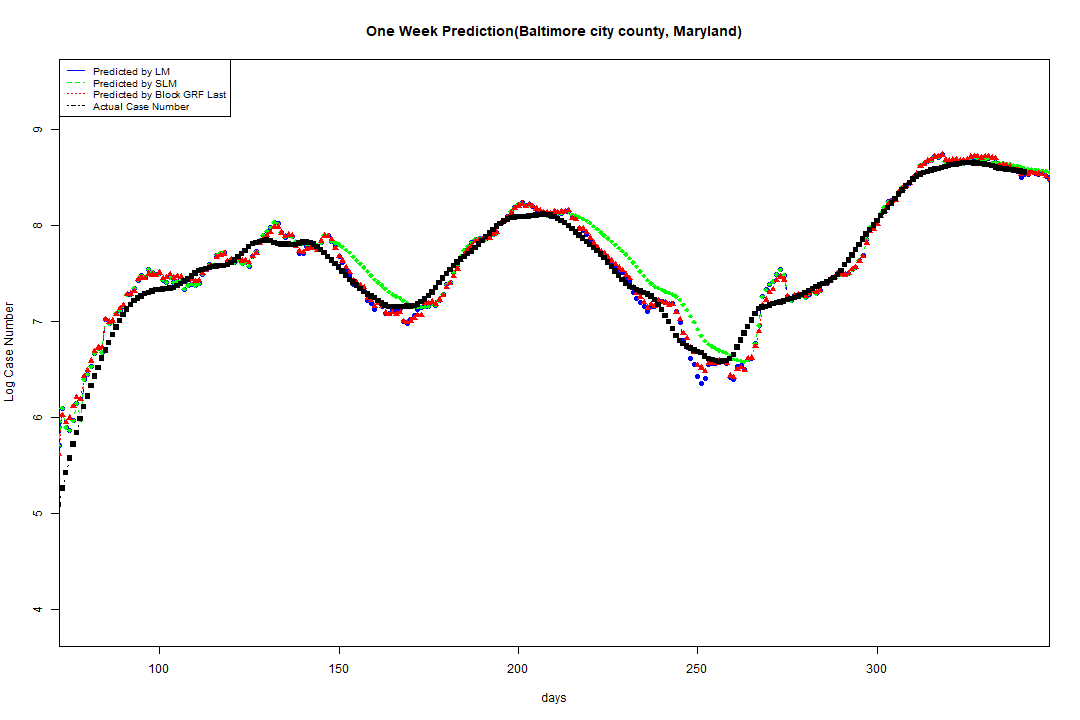 One Week Prediction(Baltimore city county, Maryland)
Predicted by LM
Predicted by SLM
Predicted by Block GRF Last
Actual Case Number
9
8
7
6
5
4
Log Case Number
100 150 200 250 300
days